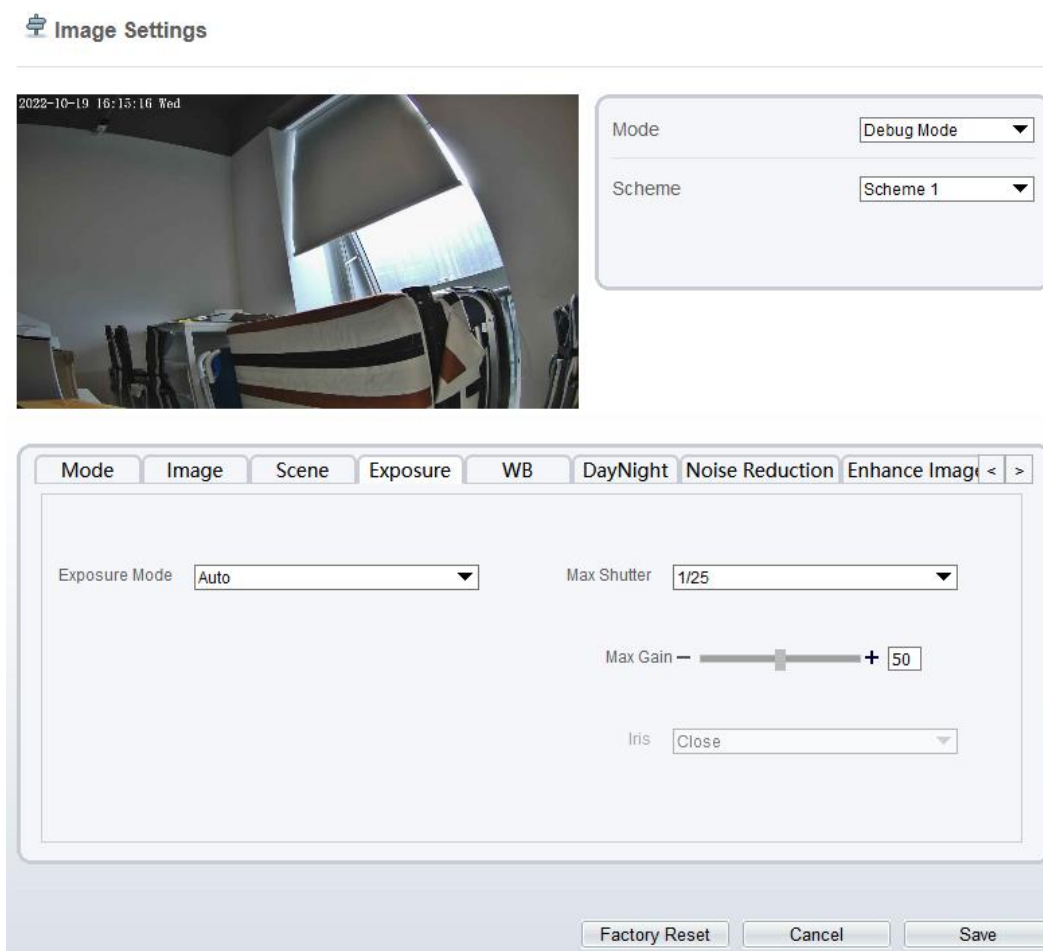 Image Settings
2022-10-19 16:15:16 Wed
Mode Debug Mode
Scheme Scheme 1
Mode Image Scene Exposure WB DayNight Noise Reduction Enhance Imag < >
Exposure Mode Auto Max Shutter 1/25
Max Gain − + 50
Iris Close
Factory Reset Cancel Save